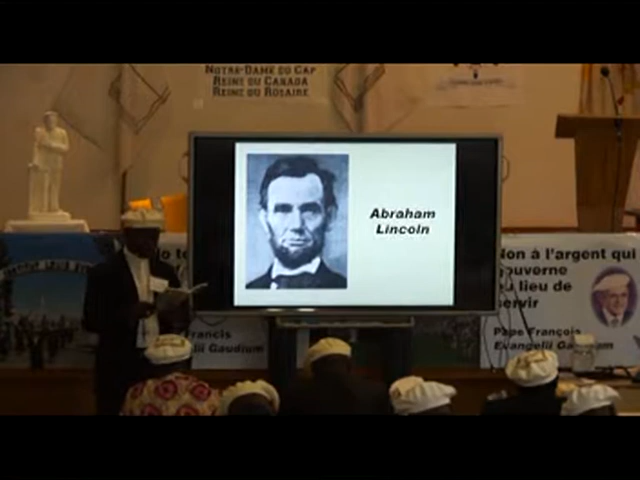 Notre-Dame du Cap
Reine du Canada
Reine du Rosaire
Abraham
Lincoln
Non à l'argent qui
gouverne
au lieu de
servir
Pape François
Evangelii Gaudium
Francis
Gaudium